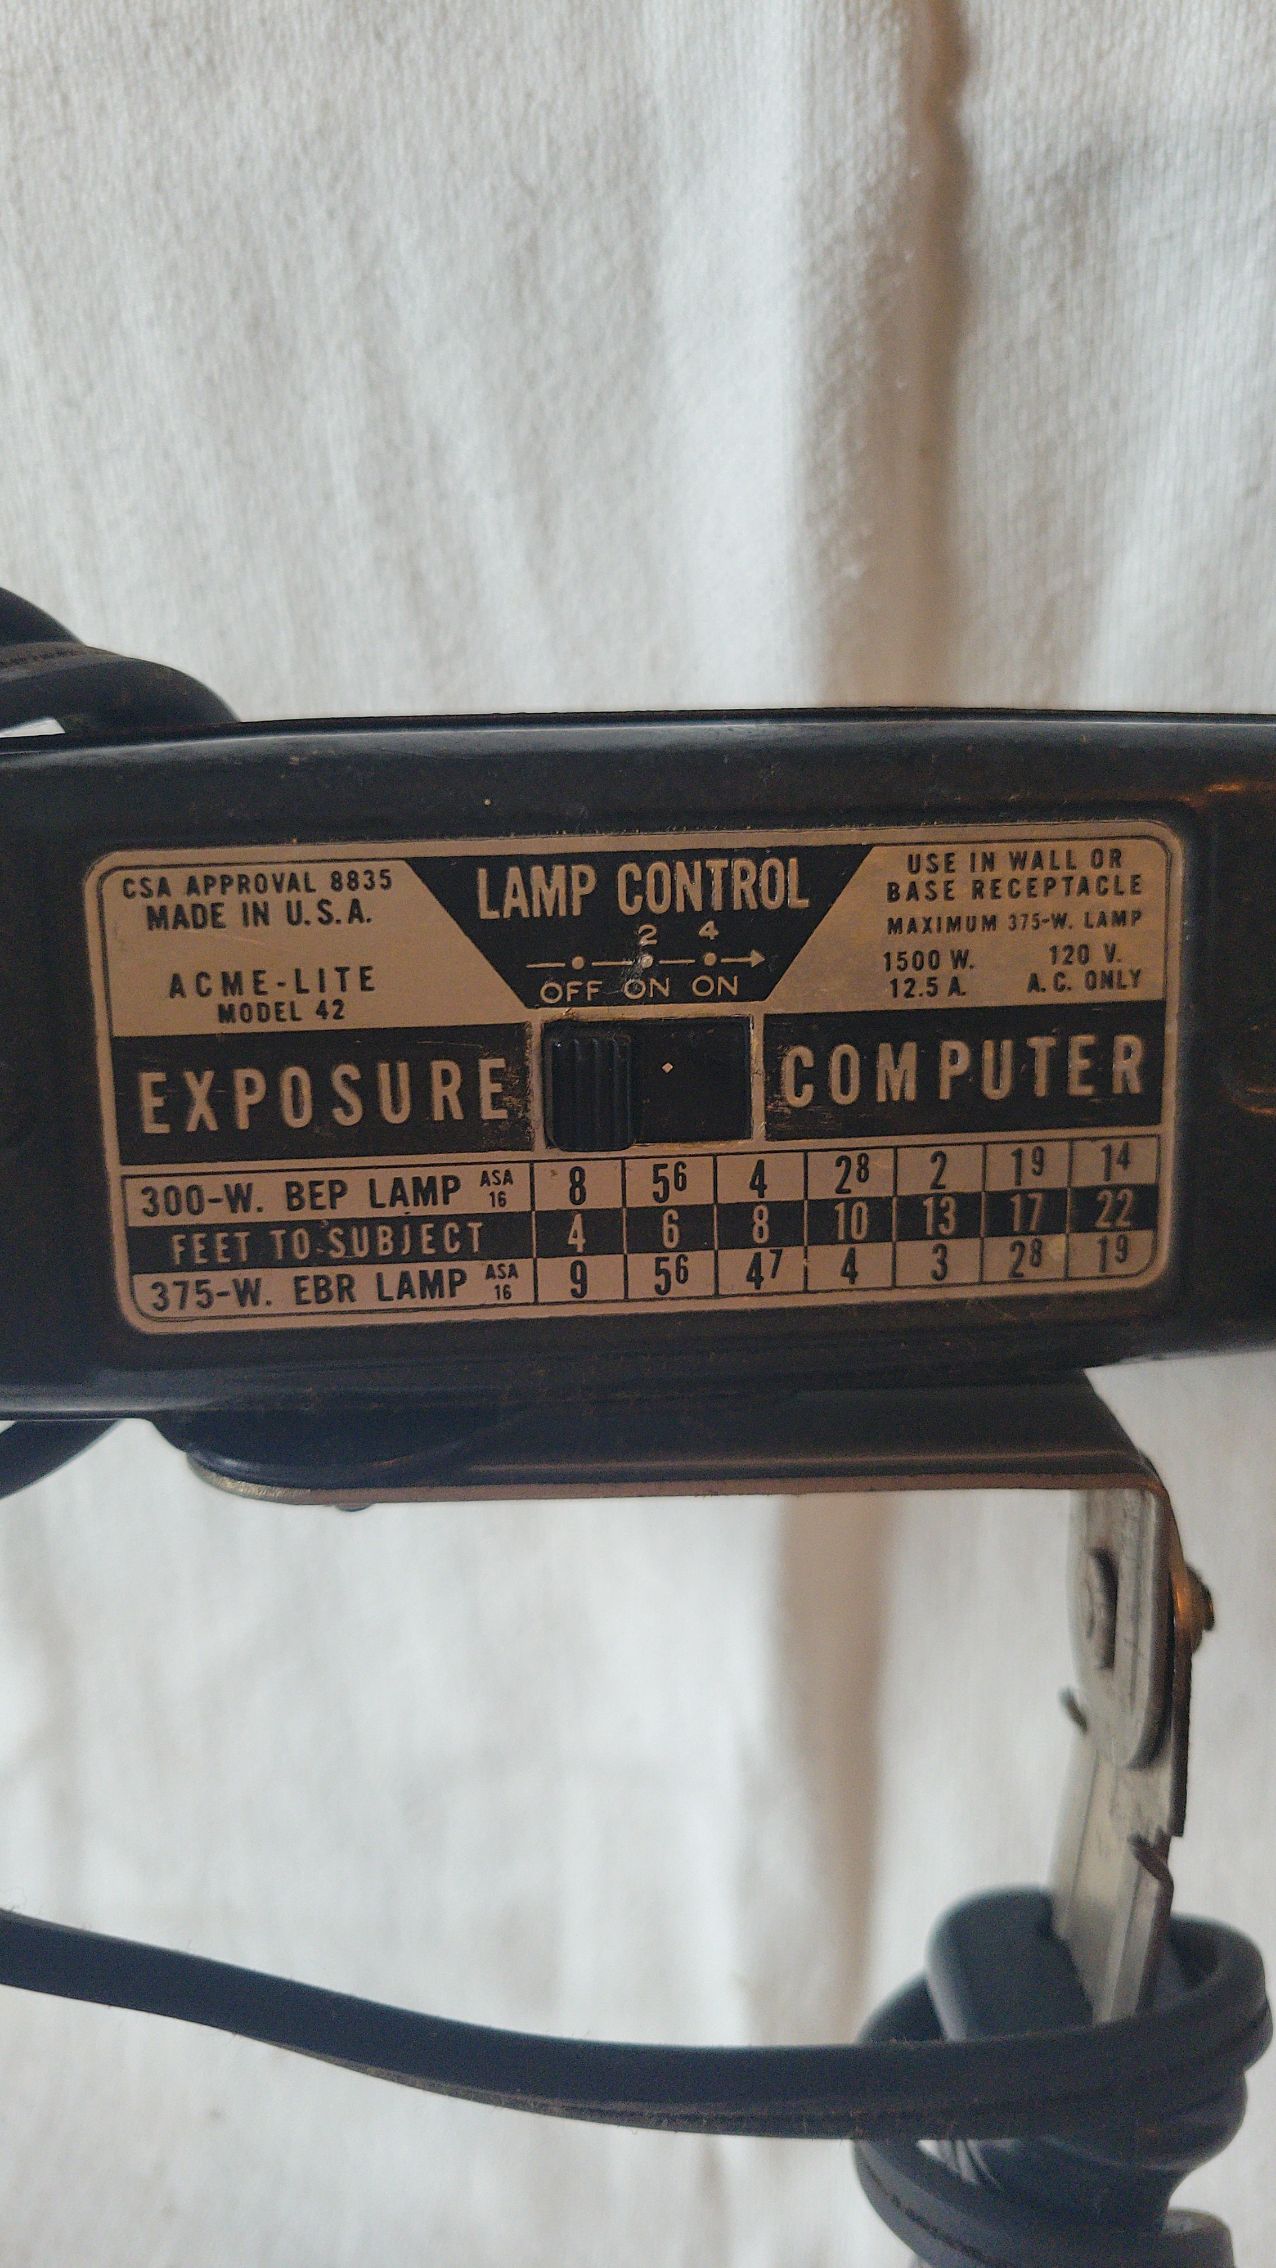 CSA APPROVAL 8835
MADE IN U.S.A.
ACME-LITE
MODEL 42
LAMP CONTROL
2 4
OFF ON ON
USE IN WALL OR
BASE RECEPTACLE
MAXIMUM 375-W. LAMP
1500 W. 120 V.
12.5 A. A.C. ONLY
EXPOSURE COMPUTER
300-W. BEP LAMP ASA 16 8 5⁶ 4 2⁸ 2 1⁹ 1⁴
FEET TO SUBJECT 4 6 8 10 13 17 22
375-W. EBR LAMP ASA 16 9 5⁶ 4⁷ 4 3 2⁸ 1⁹